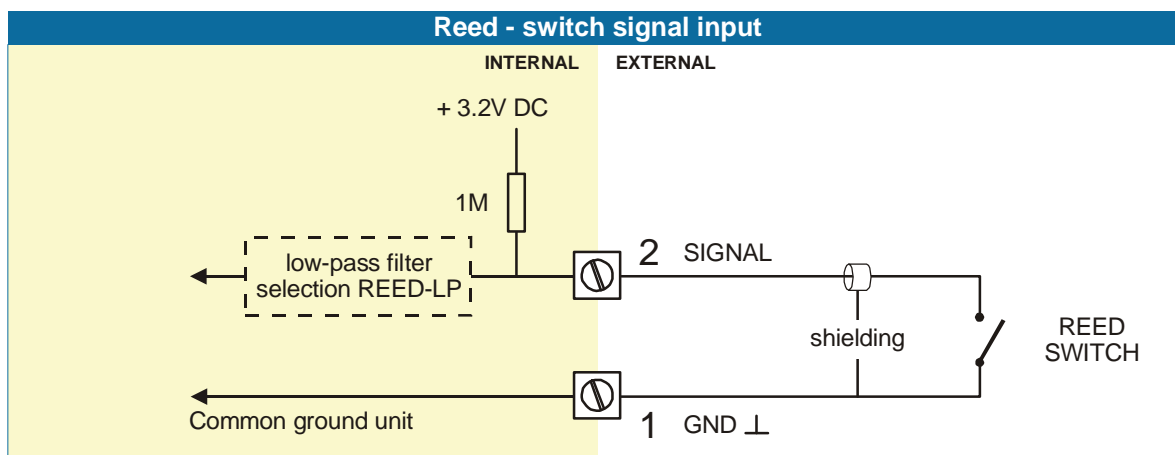 Reed - switch signal input
INTERNAL EXTERNAL
+ 3.2V DC
1M
low-pass filter
selection REED-LP
2 SIGNAL
shielding
REED
SWITCH
Common ground unit
1 GND ⊥